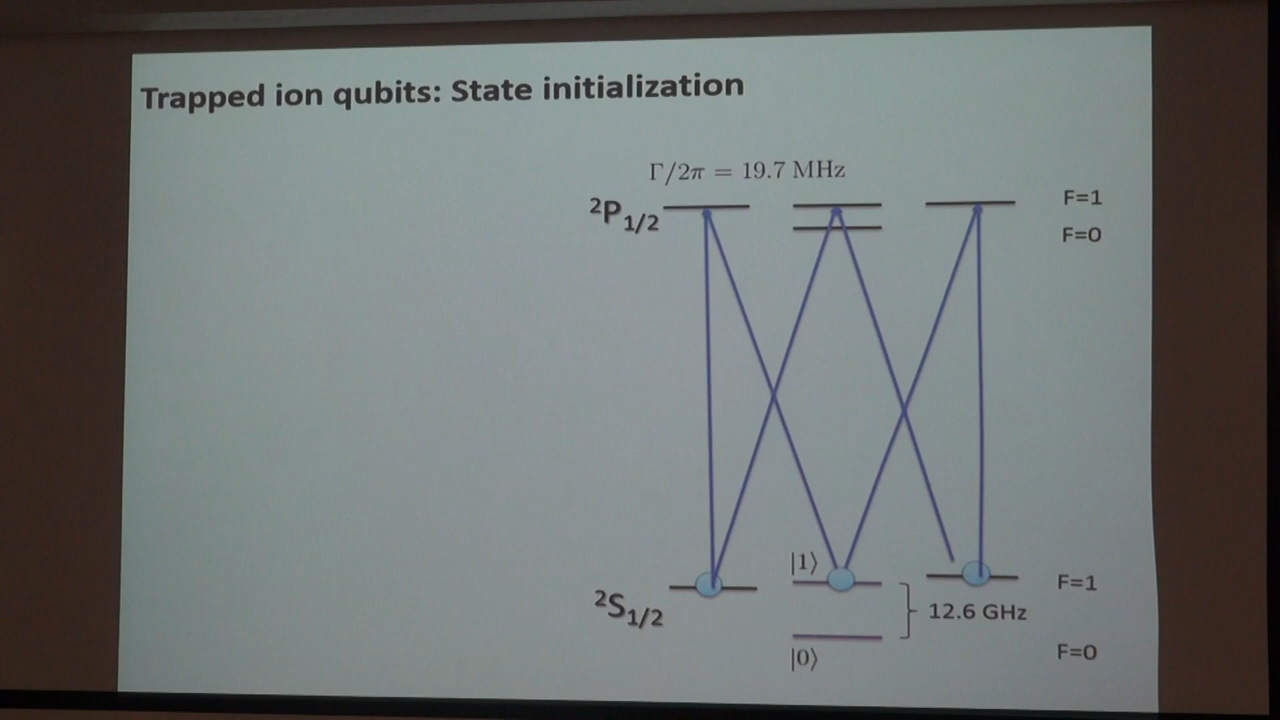 Trapped ion qubits: State initialization
Γ/2π = 19.7 MHz
²P₁/₂
F=1
F=0
|1⟩
²S₁/₂
F=1
12.6 GHz
|0⟩
F=0